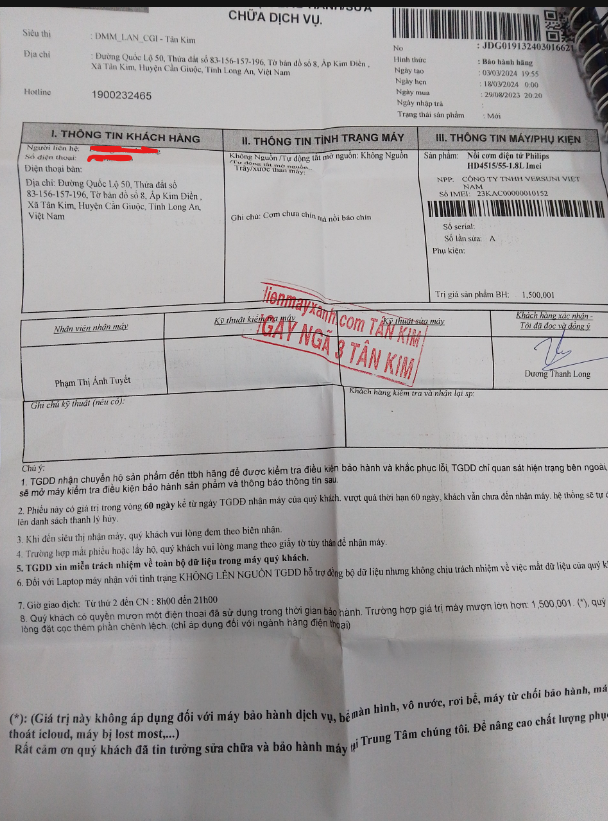 CHỮA DỊCH VỤ.
Siêu thị : DMM_LAN_CGI - Tân Kim
Địa chỉ : Đường Quốc Lộ 50, Thửa đất số 83-156-157-196, Tờ bản đồ số 8, Ấp Kim Điền ,
Xã Tân Kim, Huyện Cần Giuộc, Tỉnh Long An, Việt Nam
Hotline 1900232465
No : JDG019132403016621
Hình thức : Bảo hành hãng
Ngày tạo : 03/03/2024 19:55
Ngày hẹn : 18/03/2024 0:00
Ngày mua : 29/08/2023 20:20
Ngày nhập trả :
Trạng thái sản phẩm : Mới
I. THÔNG TIN KHÁCH HÀNG
Người liên hệ:
Số điện thoại:
Điện thoại bàn:
Địa chỉ: Đường Quốc Lộ 50, Thửa đất số
83-156-157-196, Tờ bản đồ số 8, Ấp Kim Điền ,
Xã Tân Kim, Huyện Cần Giuộc, Tỉnh Long An,
Việt Nam
II. THÔNG TIN TÌNH TRẠNG MÁY
Không Nguồn /Tự động tắt mở nguồn: Không Nguồn
/Tự động tắt mở nguồn
Trầy/xước thân máy:
Ghi chú: Cơm chưa chín mà nồi báo chín
III. THÔNG TIN MÁY/PHỤ KIỆN
Sản phẩm: Nồi cơm điện tử Philips
HD4515/55-1.8L Imei
NPP. CÔNG TY TNHH VERSUNI VIỆT
NAM
Số IMEI: 23KAC00000010152
Số serial:
Số lần sửa: A
Phụ kiện:
Trị giá sản phẩm BH: 1,500,001
dienmayxanh.com TÂN KIM
GAY NGÃ 3 TÂN KIM
Nhân viên nhận máy
Kỹ thuật kiểm tra máy
Kỹ thuật sửa máy
Khách hàng xác nhận -
Tôi đã đọc và đồng ý
Phạm Thị Ánh Tuyết
Dương Thanh Long
Ghi chú kỹ thuật (nếu có):
Khách hàng kiểm tra và nhận lại sp:
Chú ý:
1. TGDD nhận chuyển hộ sản phẩm đến ttbh hãng để được kiểm tra điều kiện bảo hành và khắc phục lỗi, TGDD chỉ quan sát hiện trạng bên ngoài,
sẽ mở máy kiểm tra điều kiện bảo hành sản phẩm và thông báo thông tin sau.
2. Phiếu này có giá trị trong vòng 60 ngày kể từ ngày TGDĐ nhận máy của quý khách. vượt quá thời hạn 60 ngày, khách vẫn chưa đến nhận máy. hệ thống sẽ tự
lên danh sách thanh lý hủy.
3. Khi đến siêu thị nhận máy, quý khách vui lòng đem theo biên nhận.
4. Trường hợp mất phiếu hoặc lấy hộ, quý khách vui lòng mang theo giấy tờ tùy thân để nhận máy.
5. TGDD xin miễn trách nhiệm về toàn bộ dữ liệu trong máy quý khách.
6. Đối với Laptop máy nhận với tình trạng KHÔNG LÊN NGUỒN TGDD hỗ trợ đồng bộ dữ liệu nhưng không chịu trách nhiệm về việc mất dữ liệu của quý
7. Giờ giao dịch: Từ thứ 2 đến CN : 8h00 đến 21h00
8. Quý khách có quyền mượn một điện thoại đã sử dụng trong thời gian bảo hành. Trường hợp giá trị máy mượn lớn hơn: 1,500,001. (*), quý
lòng đặt cọc thêm phần chênh lệch. (chỉ áp dụng đối với ngành hàng điện thoại)
(*): (Giá trị này không áp dụng đối với máy bảo hành dịch vụ, bể màn hình, vô nước, rơi bể, máy từ chối bảo hành,
thoát icloud, máy bị lost most,...)
Rất cảm ơn quý khách đã tin tưởng sửa chữa và bảo hành máy tại Trung Tâm chúng tôi. Để nâng cao chất lượng